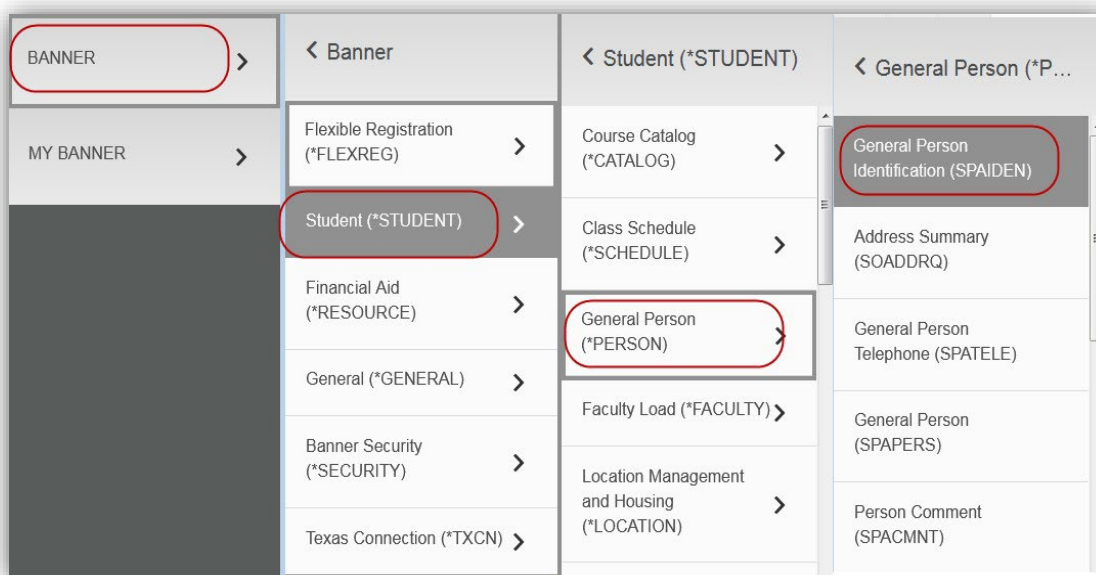 BANNER
MY BANNER
Banner
Flexible Registration
(*FLEXREG)
Student (*STUDENT)
Financial Aid
(*RESOURCE)
General (*GENERAL)
Banner Security
(*SECURITY)
Texas Connection (*TXCN)
Student (*STUDENT)
Course Catalog
(*CATALOG)
Class Schedule
(*SCHEDULE)
General Person
(*PERSON)
Faculty Load (*FACULTY)
Location Management
and Housing
(*LOCATION)
General Person (*P...
General Person
Identification (SPAIDEN)
Address Summary
(SOADDRQ)
General Person
Telephone (SPATELE)
General Person
(SPAPERS)
Person Comment
(SPACMNT)